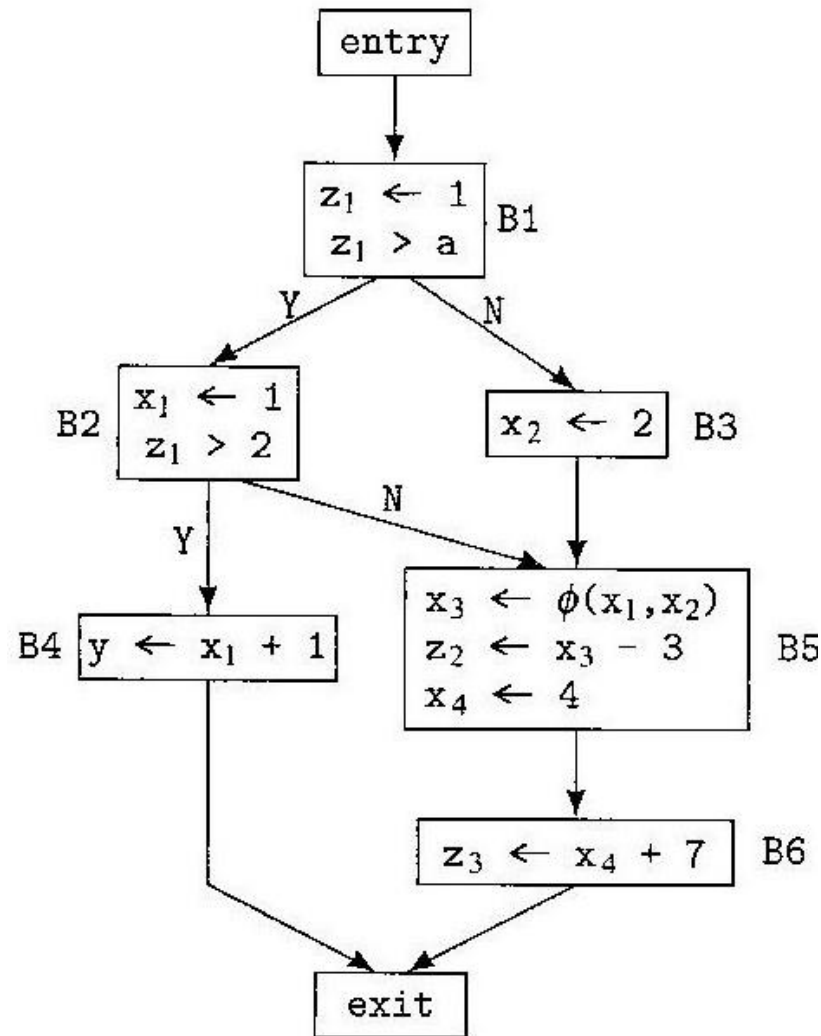 entry
z₁ ← 1
z₁ > a
B1
Y
N
B2
x₁ ← 1
z₁ > 2
x₂ ← 2
B3
Y
N
B4
y ← x₁ + 1
x₃ ← ϕ(x₁,x₂)
z₂ ← x₃ - 3
x₄ ← 4
B5
z₃ ← x₄ + 7
B6
exit